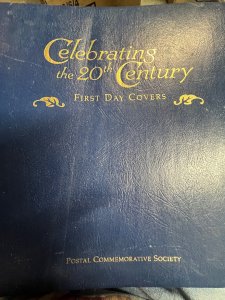 Celebrating
the 20th Century
First Day Covers
Postal Commemorative Society